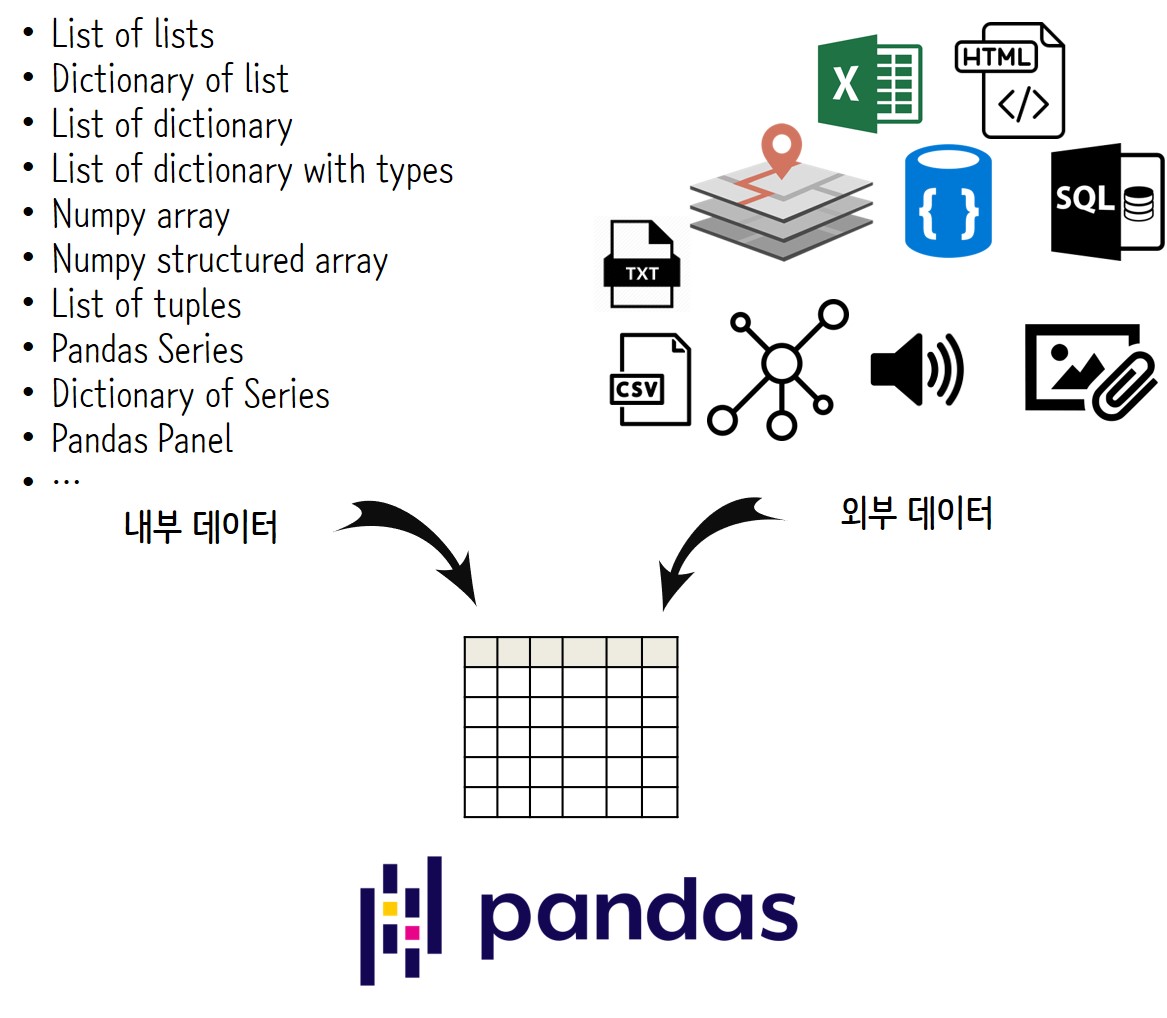 • List of lists
• Dictionary of list
• List of dictionary
• List of dictionary with types
• Numpy array
• Numpy structured array
• List of tuples
• Pandas Series
• Dictionary of Series
• Pandas Panel
• …
내부 데이터
X
HTML
</>
{ }
SQL
TXT
CSV
외부 데이터
pandas